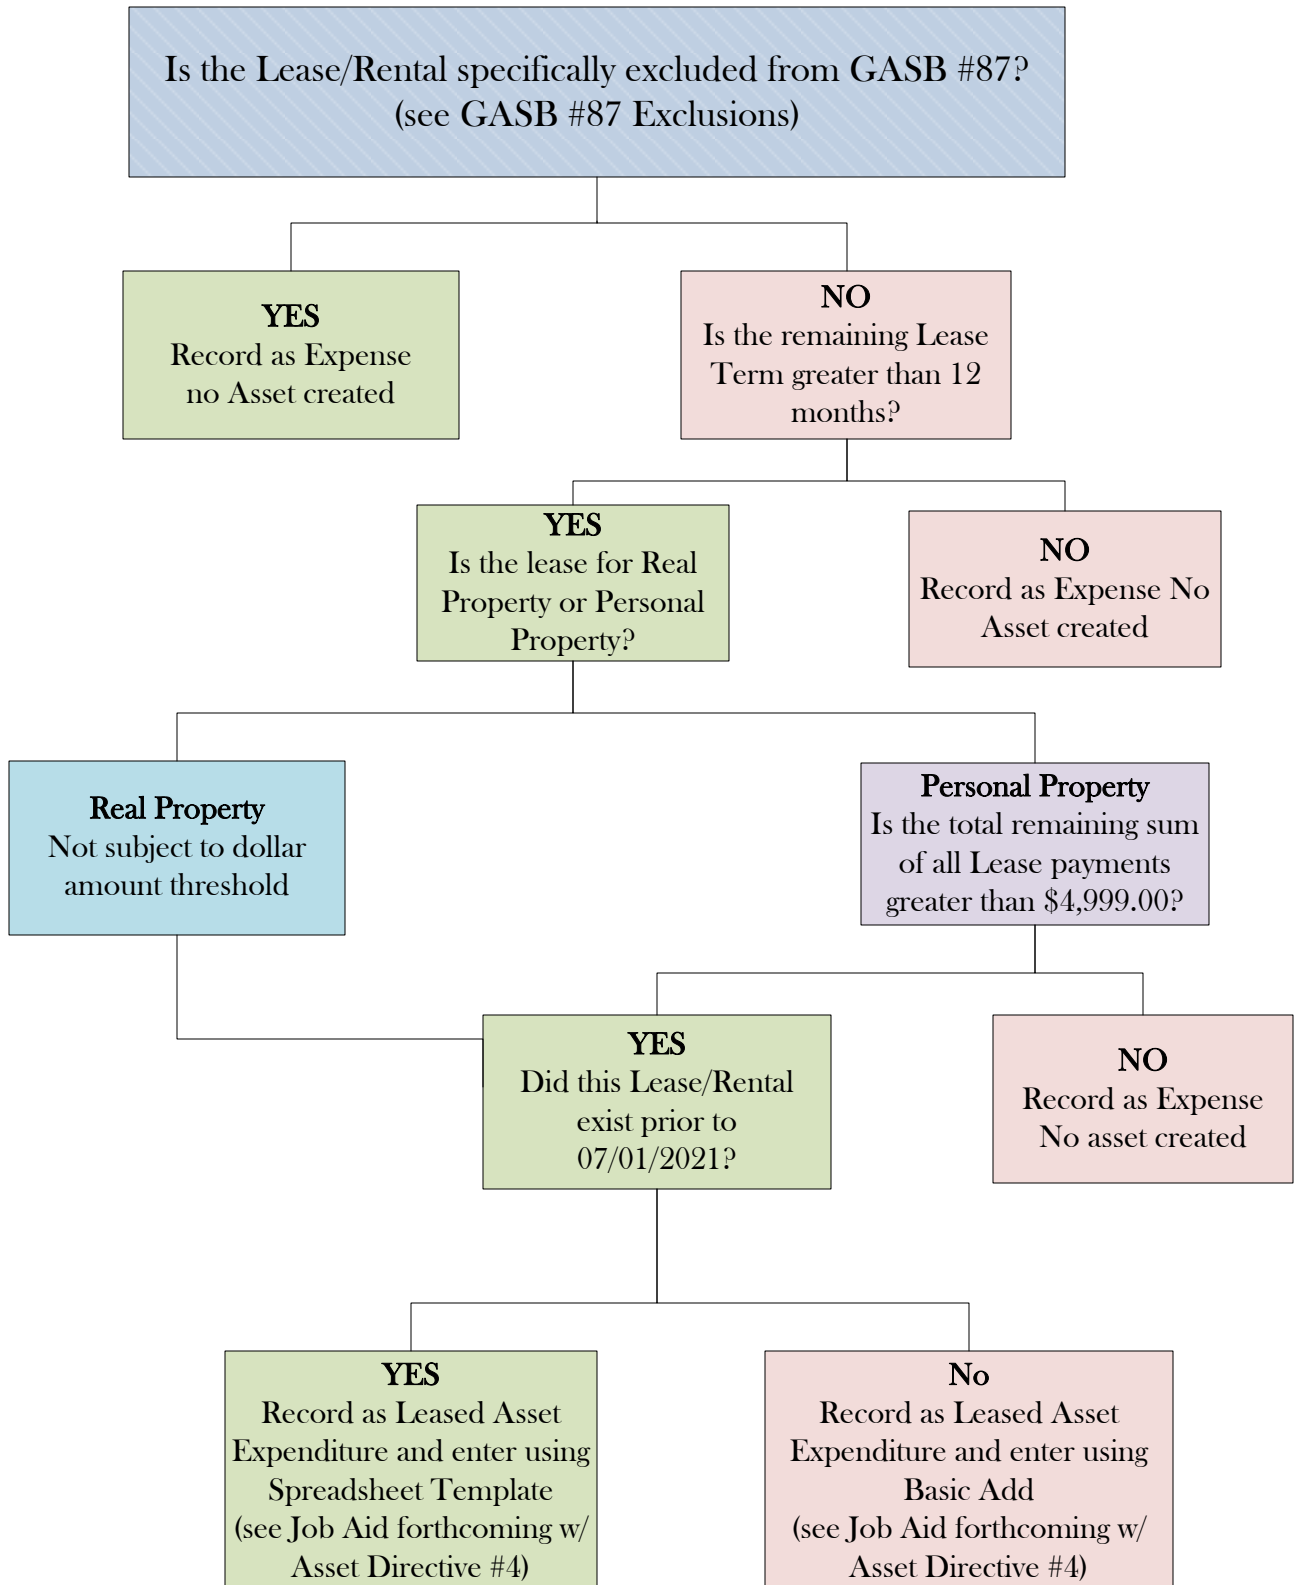 Is the Lease/Rental specifically excluded from GASB #87?
(see GASB #87 Exclusions)
YES
Record as Expense
no Asset created
NO
Is the remaining Lease
Term greater than 12
months?
YES
Is the lease for Real
Property or Personal
Property?
NO
Record as Expense No
Asset created
Real Property
Not subject to dollar
amount threshold
Personal Property
Is the total remaining sum
of all Lease payments
greater than $4,999.00?
YES
Did this Lease/Rental
exist prior to
07/01/2021?
NO
Record as Expense
No asset created
YES
Record as Leased Asset
Expenditure and enter using
Spreadsheet Template
(see Job Aid forthcoming w/
Asset Directive #4)
No
Record as Leased Asset
Expenditure and enter using
Basic Add
(see Job Aid forthcoming w/
Asset Directive #4)